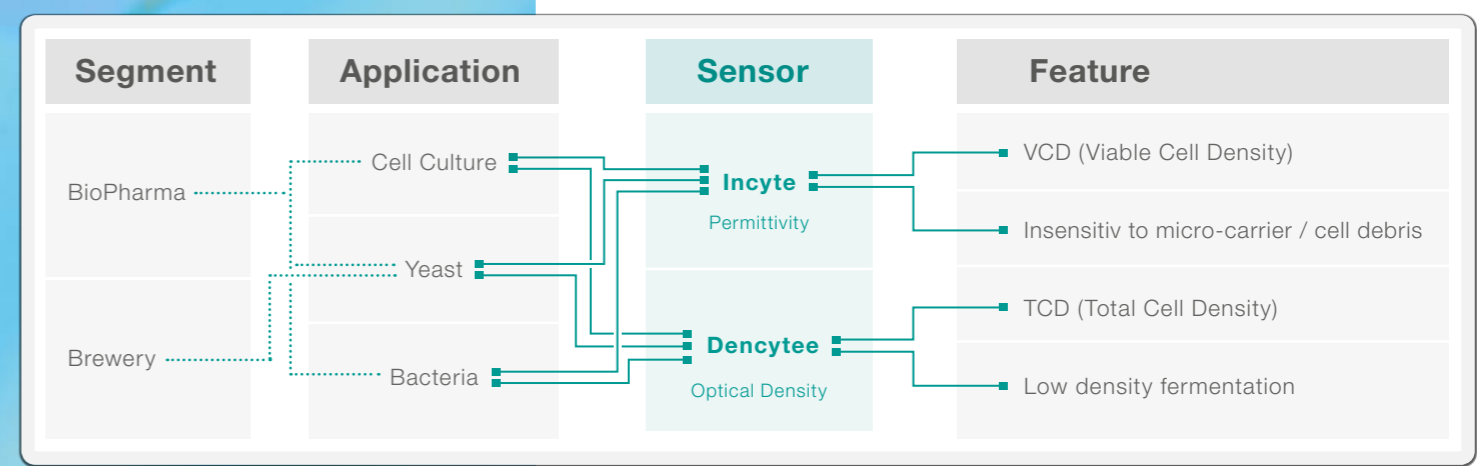 Segment
Application
Sensor
Feature
BioPharma
Brewery
Cell Culture
Yeast
Bacteria
Incyte
Permittivity
Dencytee
Optical Density
VCD (Viable Cell Density)
Insensitiv to micro-carrier / cell debris
TCD (Total Cell Density)
Low density fermentation